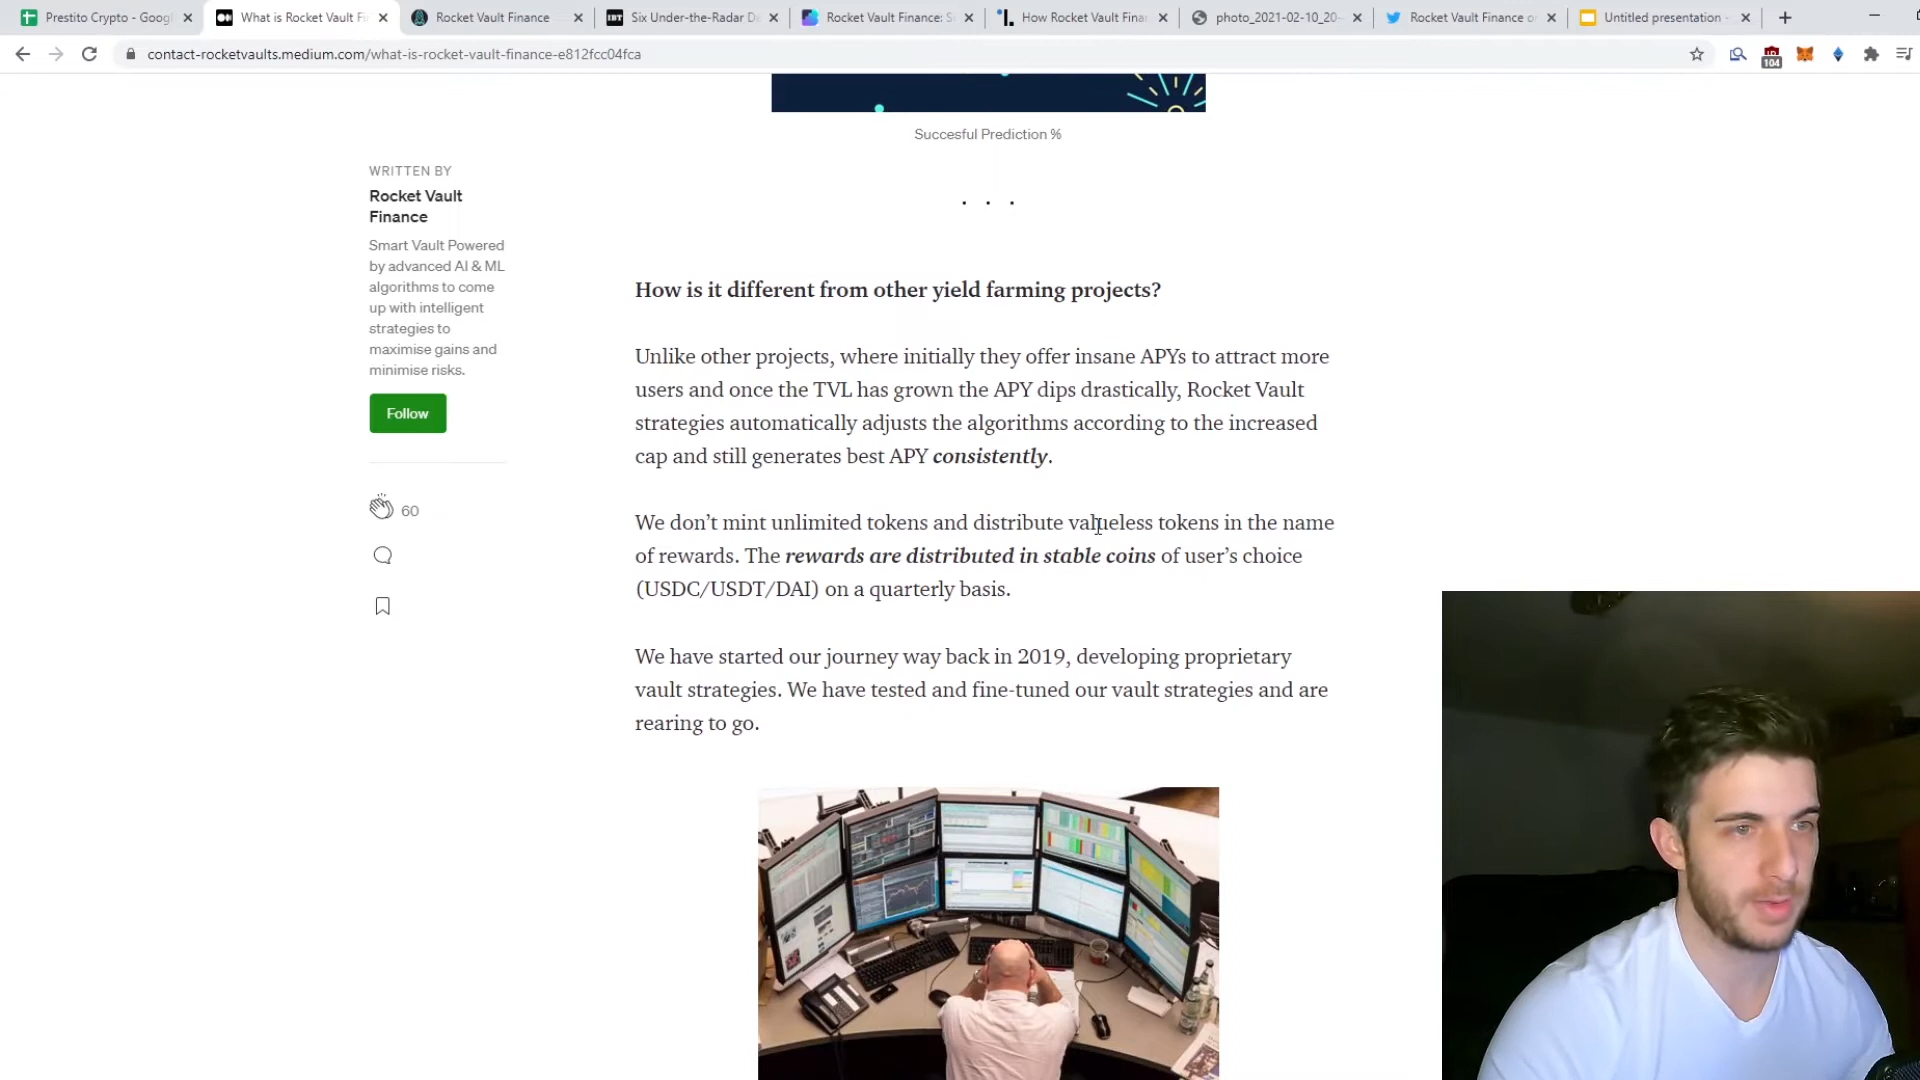 Prestito Crypto - Googl
What is Rocket Vault Fi
Rocket Vault Finance
IBT
Six Under-the-Radar De
Rocket Vault Finance: S
How Rocket Vault Finan
photo_2021-02-10_20-
Rocket Vault Finance o
Untitled presentation -
contact-rocketvaults.medium.com/what-is-rocket-vault-finance-e812fcc04fca
104
Succesful Prediction %
. . .
WRITTEN BY
Rocket Vault
Finance
Smart Vault Powered
by advanced AI & ML
algorithms to come
up with intelligent
strategies to
maximise gains and
minimise risks.
Follow
60
How is it different from other yield farming projects?
Unlike other projects, where initially they offer insane APYs to attract more
users and once the TVL has grown the APY dips drastically, Rocket Vault
strategies automatically adjusts the algorithms according to the increased
cap and still generates best APY consistently.
We don’t mint unlimited tokens and distribute valueless tokens in the name
of rewards. The rewards are distributed in stable coins of user’s choice
(USDC/USDT/DAI) on a quarterly basis.
We have started our journey way back in 2019, developing proprietary
vault strategies. We have tested and fine-tuned our vault strategies and are
rearing to go.